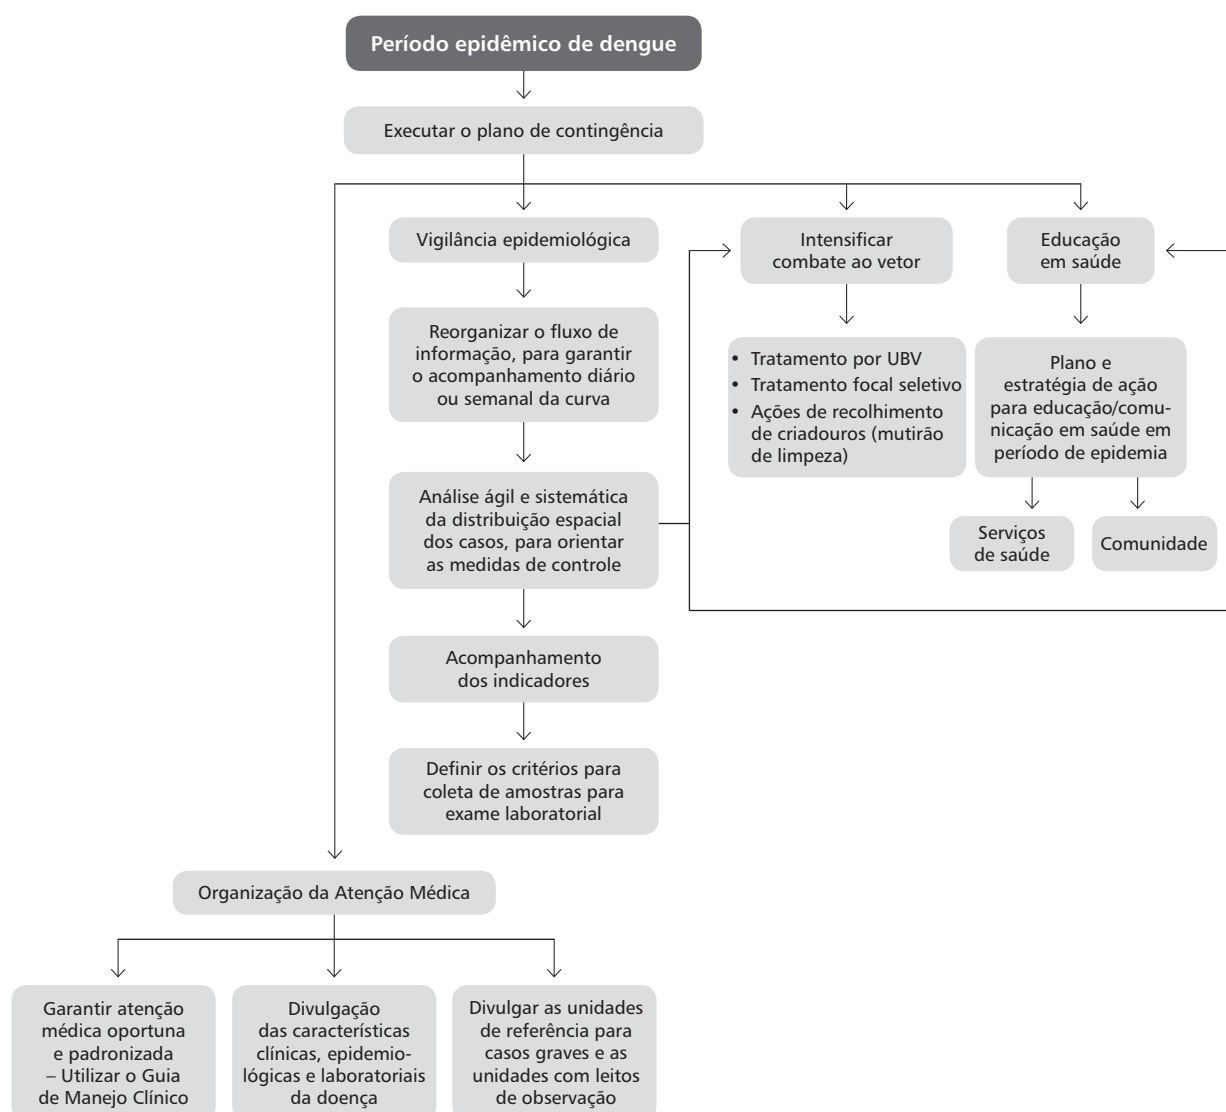 Período epidêmico de dengue
Executar o plano de contingência
Vigilância epidemiológica
Reorganizar o fluxo de
informação, para garantir
o acompanhamento diário
ou semanal da curva
Análise ágil e sistemática
da distribuição espacial
dos casos, para orientar
as medidas de controle
Acompanhamento
dos indicadores
Definir os critérios para
coleta de amostras para
exame laboratorial
Intensificar
combate ao vetor
• Tratamento por UBV
• Tratamento focal seletivo
• Ações de recolhimento
de criadouros (mutirão
de limpeza)
Educação
em saúde
Plano e
estratégia de ação
para educação/comu-
nicação em saúde em
período de epidemia
Serviços
de saúde
Comunidade
Organização da Atenção Médica
Garantir atenção
médica oportuna
e padronizada
– Utilizar o Guia
de Manejo Clínico
Divulgação
das características
clínicas, epidemio-
lógicas e laboratoriais
da doença
Divulgar as unidades
de referência para
casos graves e as
unidades com leitos
de observação